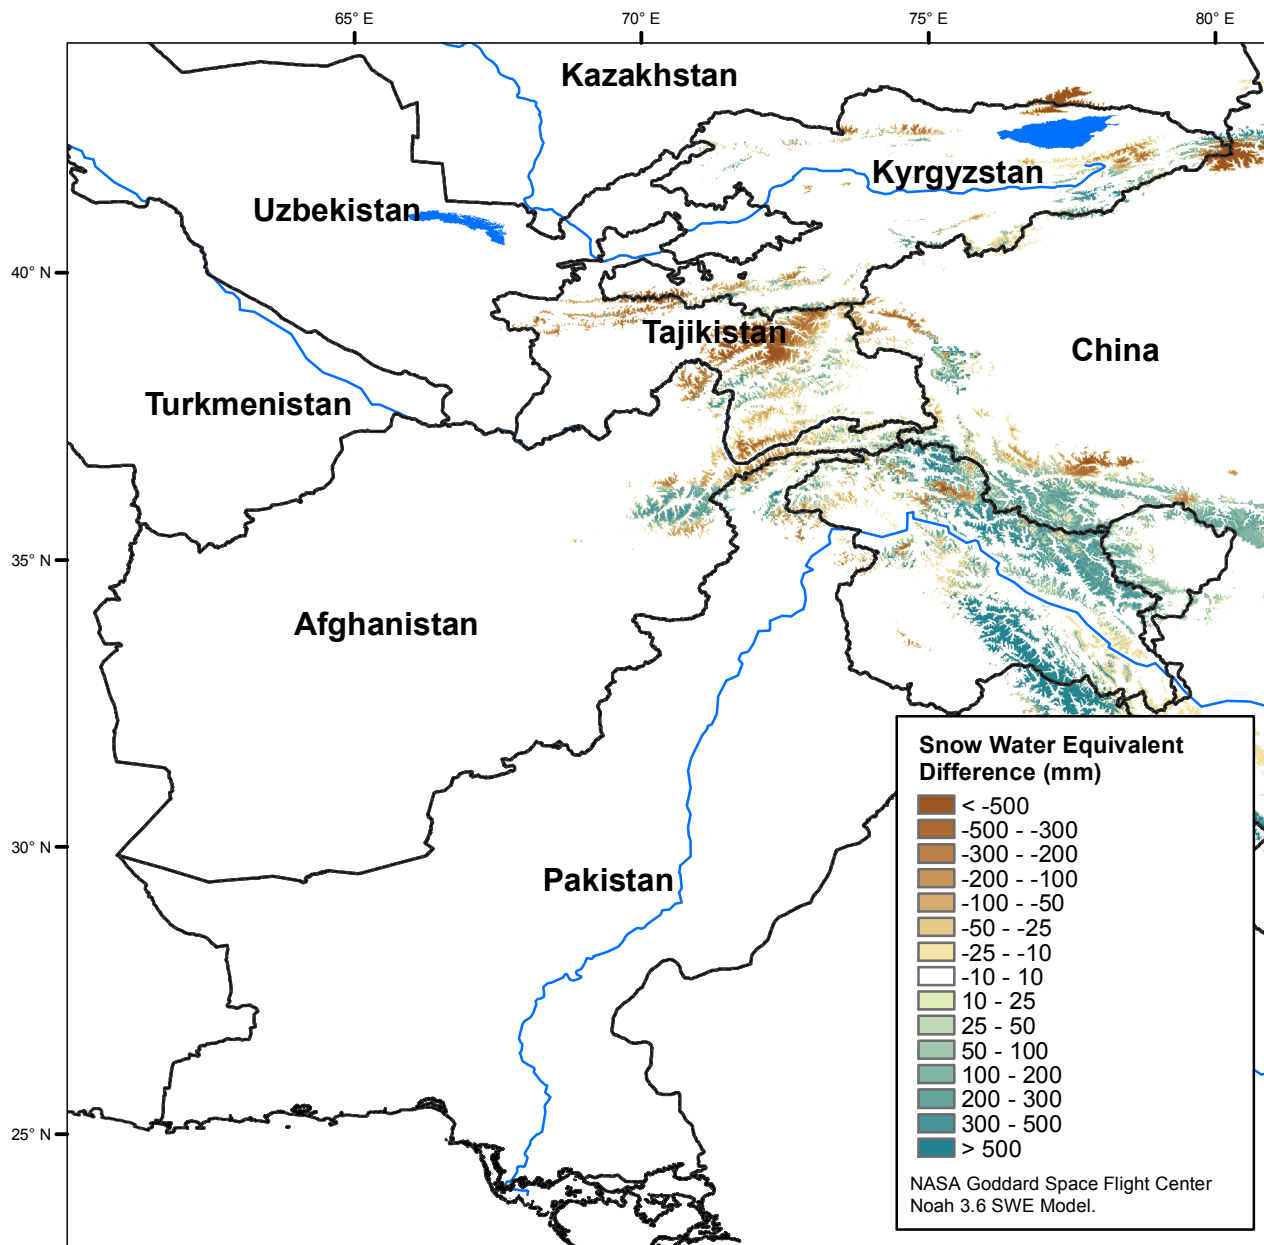 65° E
70° E
75° E
80° E
40° N
35° N
30° N
25° N
Kazakhstan
Kyrgyzstan
Uzbekistan
Tajikistan
China
Turkmenistan
Afghanistan
Pakistan
Snow Water Equivalent
Difference (mm)
< -500
-500 - -300
-300 - -200
-200 - -100
-100 - -50
-50 - -25
-25 - -10
-10 - 10
10 - 25
25 - 50
50 - 100
100 - 200
200 - 300
300 - 500
> 500
NASA Goddard Space Flight Center
Noah 3.6 SWE Model.